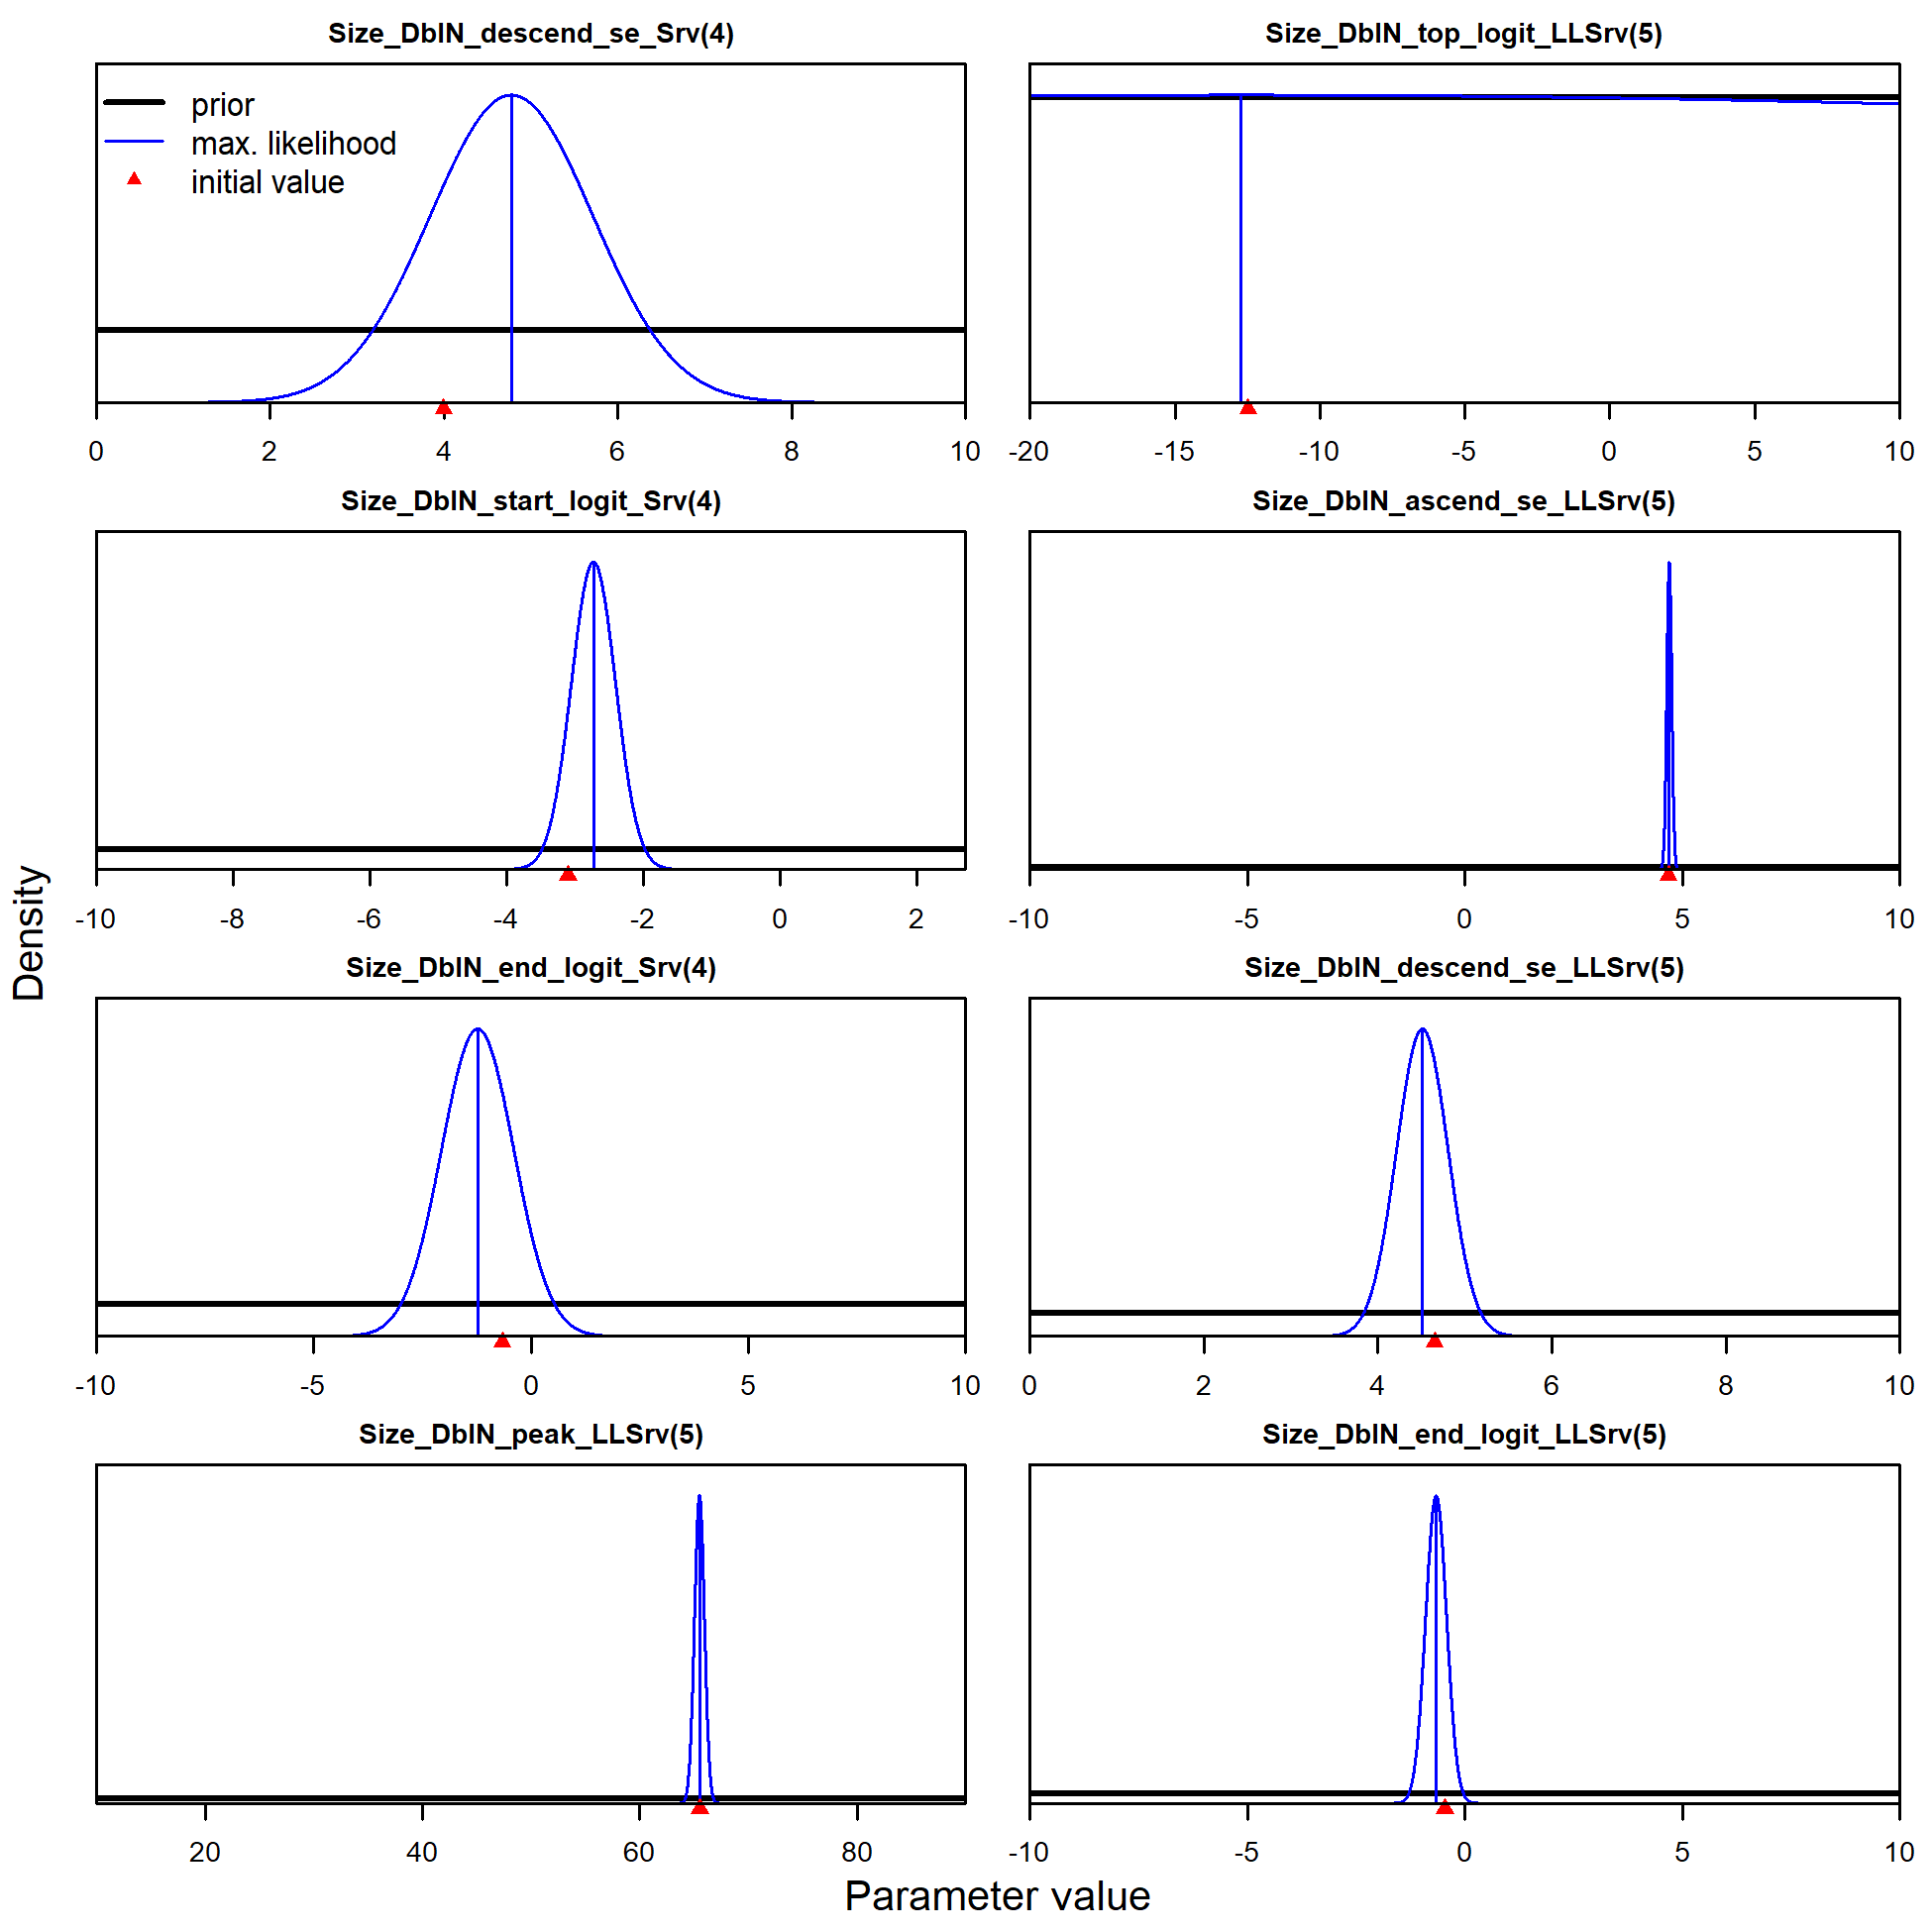 Size_DblN_descend_se_Srv(4)
prior
max. likelihood
initial value
0 2 4 6 8 10
Size_DblN_top_logit_LLSrv(5)
-20 -15 -10 -5 0 5 10
Size_DblN_start_logit_Srv(4)
-10 -8 -6 -4 -2 0 2
Size_DblN_ascend_se_LLSrv(5)
-10 -5 0 5 10
Size_DblN_end_logit_Srv(4)
-10 -5 0 5 10
Size_DblN_descend_se_LLSrv(5)
0 2 4 6 8 10
Size_DblN_peak_LLSrv(5)
20 40 60 80
Size_DblN_end_logit_LLSrv(5)
-10 -5 0 5 10
Density
Parameter value